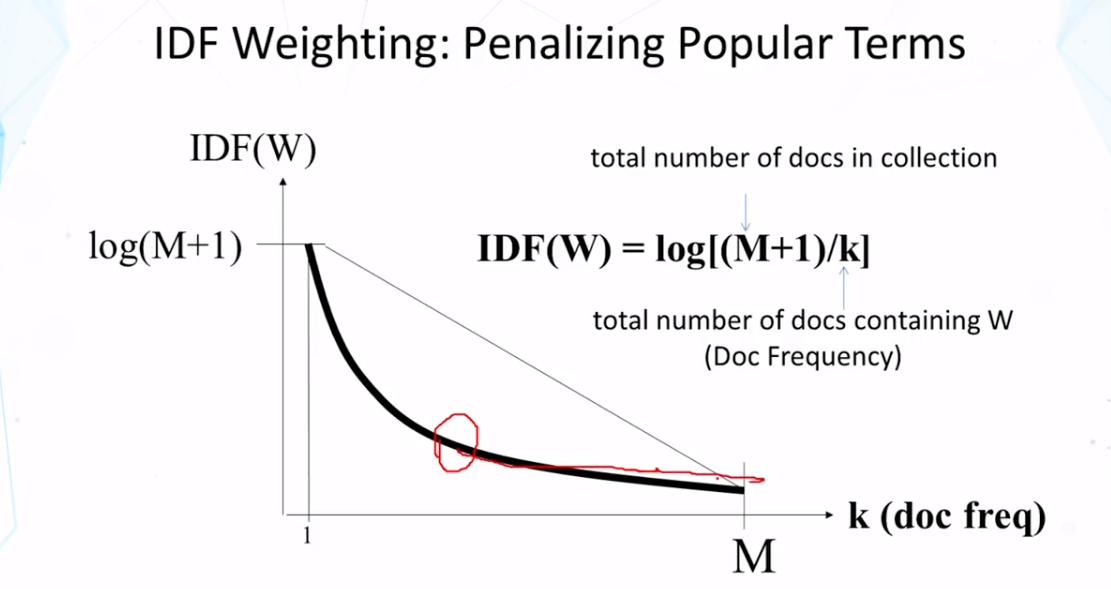 IDF Weighting: Penalizing Popular Terms
IDF(W)
total number of docs in collection
log(M+1)
IDF(W) = log[(M+1)/k]
total number of docs containing W
(Doc Frequency)
k (doc freq)
1
M